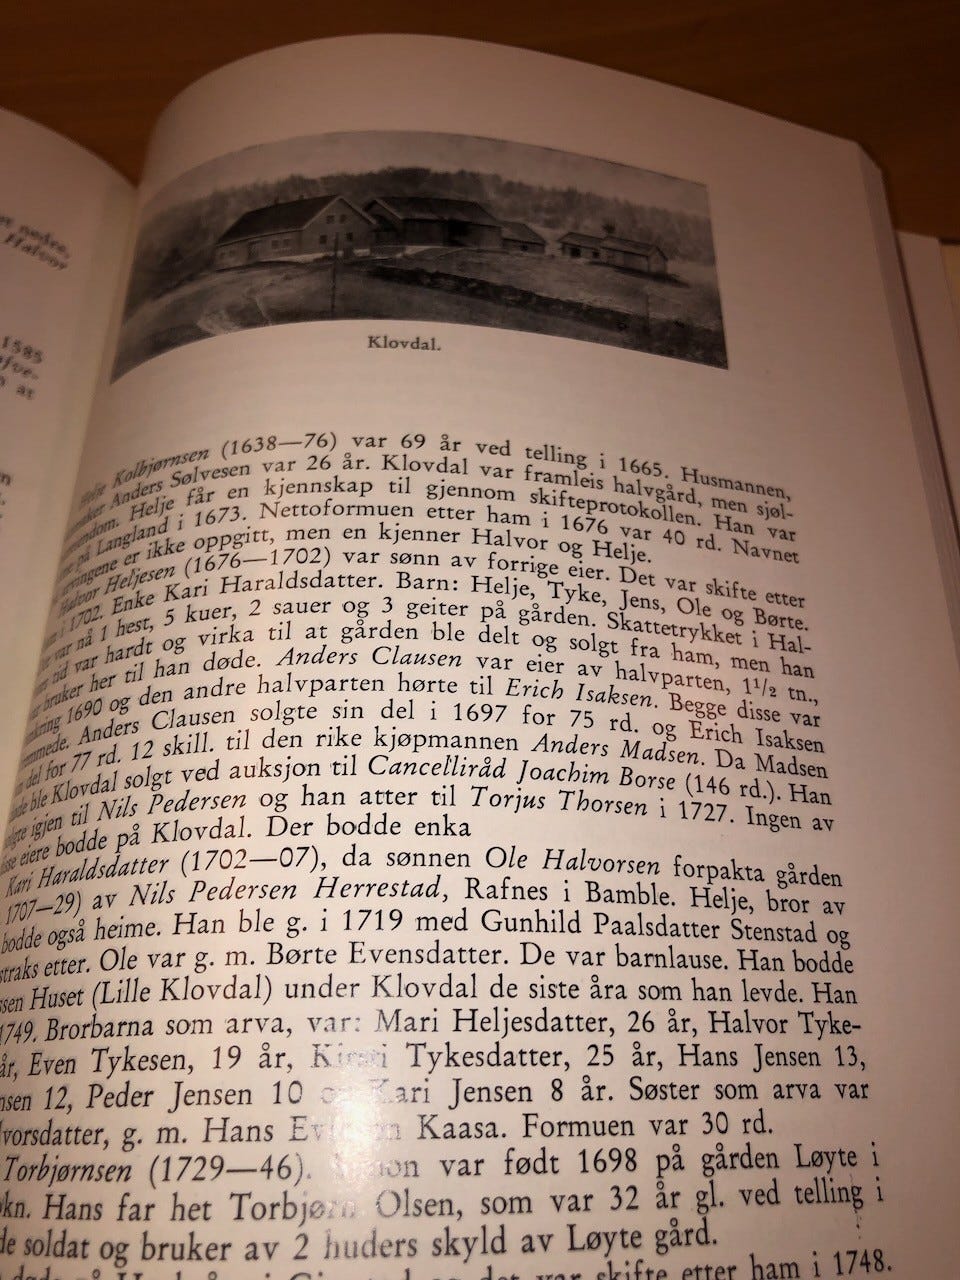 er nedre,
Halvor
1585
at
Klovdal.
Helje Kolbjørnsen (1638—76) var 69 år ved telling i 1665. Husmannen,
Anders Sølvesen var 26 år. Klovdal var framleis halvgård, men sjøl-
Helje får en kjennskap til gjennom skifteprotokollen. Han var
på Langland i 1673. Nettoformuen etter ham i 1676 var 40 rd. Navnet
er ikke oppgitt, men en kjenner Halvor og Helje.
Halvor Heljesen (1676—1702) var sønn av forrige eier. Det var skifte etter
i 1702. Enke Kari Haraldsdatter. Barn: Helje, Tyke, Jens, Ole og Børte.
var nå 1 hest, 5 kuer, 2 sauer og 3 geiter på gården. Skattetrykket i Hal-
tid var hardt og virka til at gården ble delt og solgt fra ham, men han
bruker her til han døde. Anders Clausen var eier av halvparten, 1½ tn.,
1690 og den andre halvparten hørte til Erich Isaksen. Begge disse var
Anders Clausen solgte sin del i 1697 for 75 rd. og Erich Isaksen
del for 77 rd. 12 skill. til den rike kjøpmannen Anders Madsen. Da Madsen
ble Klovdal solgt ved auksjon til Cancelliråd Joachim Borse (146 rd.). Han
igjen til Nils Pedersen og han atter til Torjus Thorsen i 1727. Ingen av
eiere bodde på Klovdal. Der bodde enka
Kari Haraldsdatter (1702—07), da sønnen Ole Halvorsen forpakta gården
1707—29) av Nils Pedersen Herrestad, Rafnes i Bamble. Helje, bror av
bodde også heime. Han ble g. i 1719 med Gunhild Paalsdatter Stenstad og
straks etter. Ole var g. m. Børte Evensdatter. De var barnlause. Han bodde
Huset (Lille Klovdal) under Klovdal de siste åra som han levde. Han
1749. Brorbarna som arva, var: Mari Heljesdatter, 26 år, Halvor Tyke-
år, Even Tykesen, 19 år, Kirsti Tykesdatter, 25 år, Hans Jensen 13,
12, Peder Jensen 10 og Kari Jensen 8 år. Søster som arva var
g. m. Hans Kaasa. Formuen var 30 rd.
Torbjørnsen (1729—46). var født 1698 på gården Løyte i
Hans far het Torbjørn Olsen, som var 32 år gl. ved telling i
soldat og bruker av 2 huders skyld av Løyte gård.
og det var skifte etter ham i 1748.